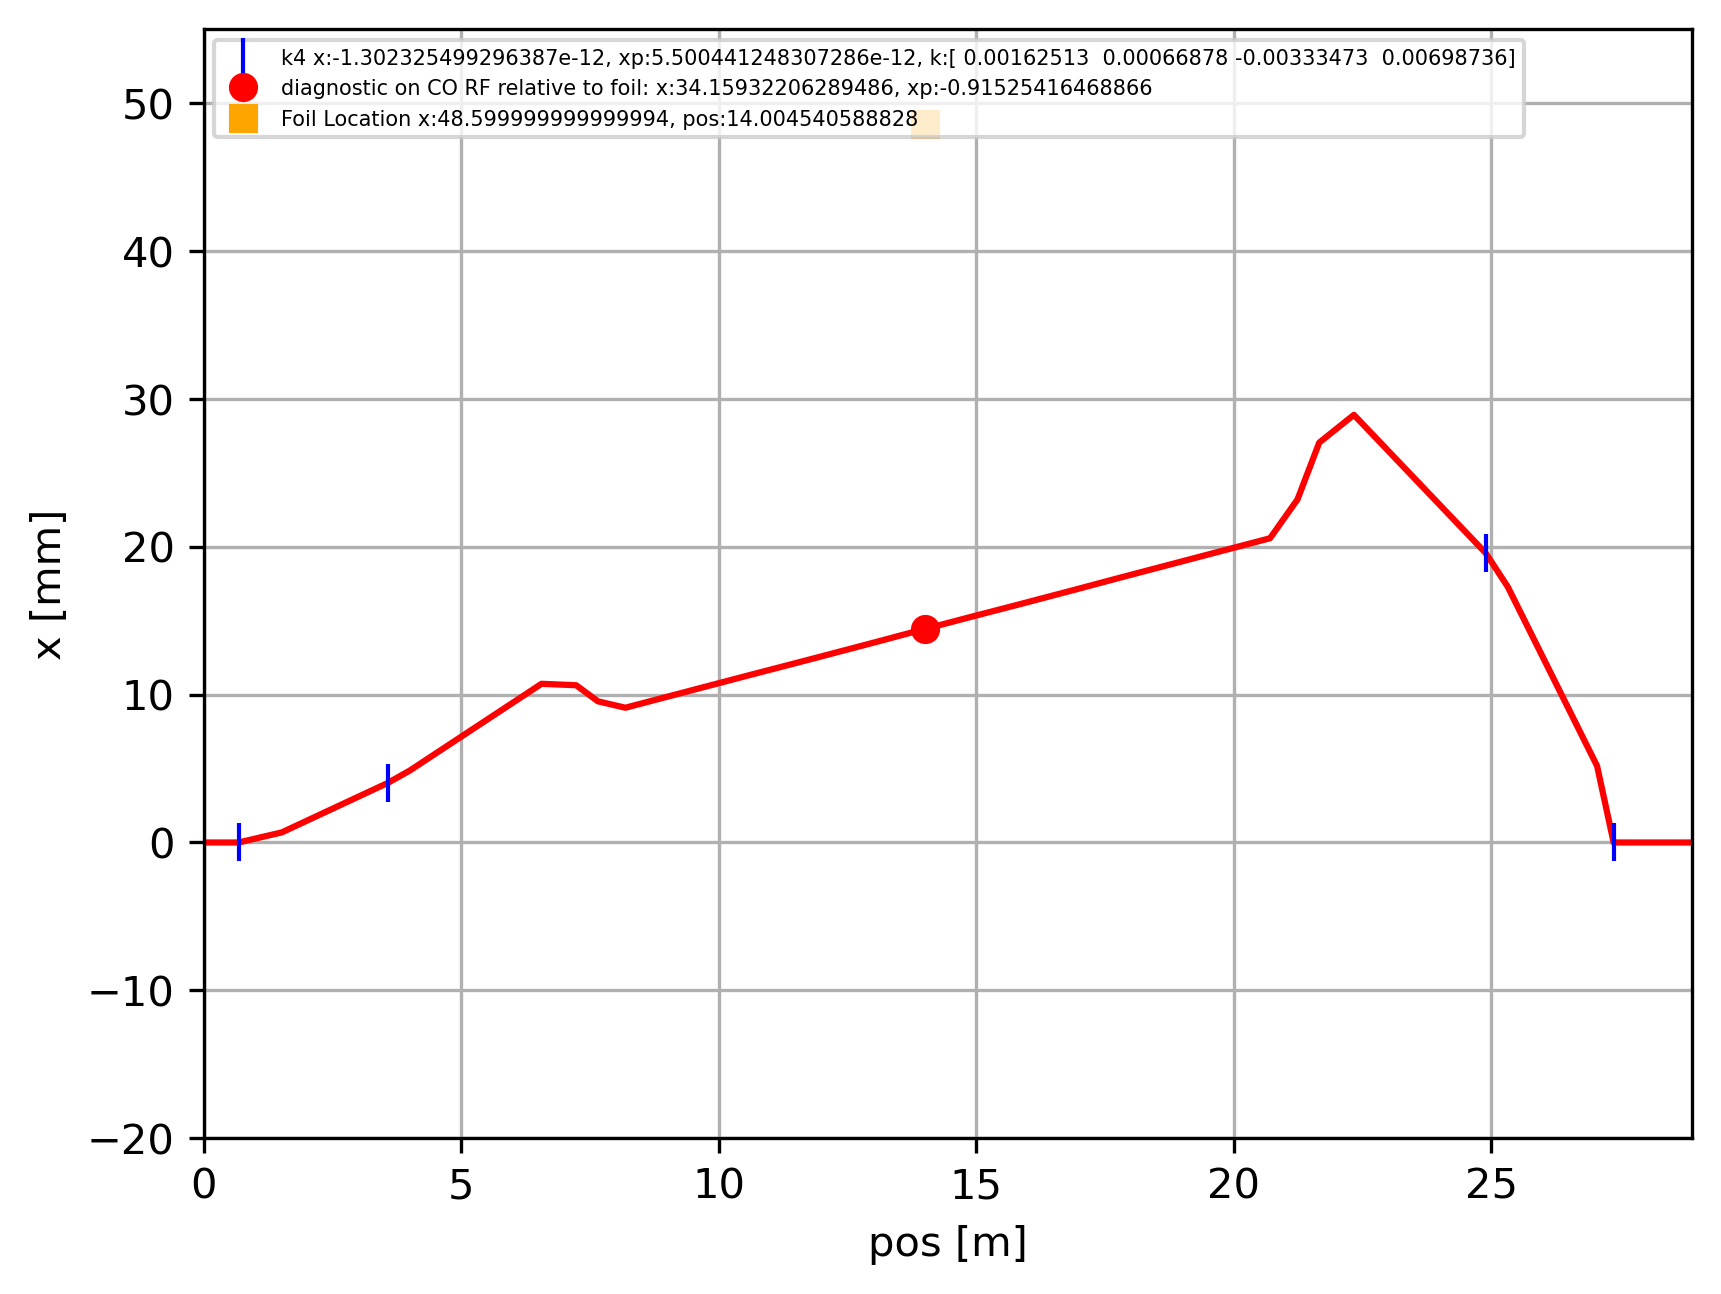 k4 x:-1.302325499296387e-12, xp:5.500441248307286e-12, k:[ 0.00162513  0.00066878 -0.00333473  0.00698736]
diagnostic on CO RF relative to foil: x:34.15932206289486, xp:-0.91525416468866
Foil Location x:48.599999999999994, pos:14.004540588828
50
40
30
20
10
0
−10
−20
x [mm]
0 5 10 15 20 25
pos [m]